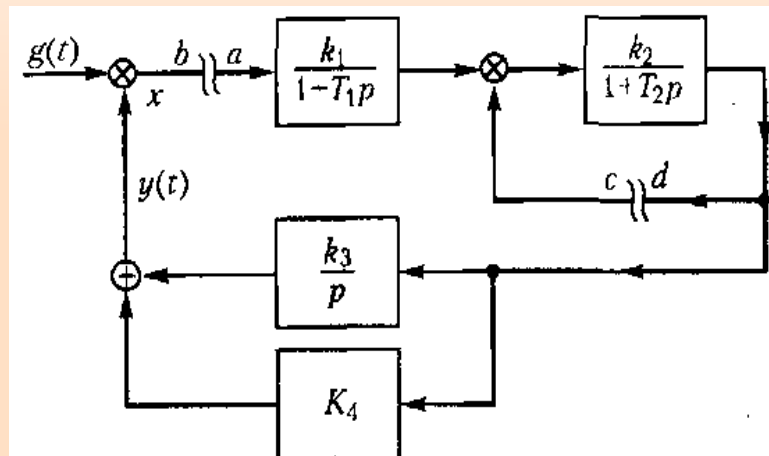 g(t)
x
b a
k₁
1-T₁p
k₂
1+T₂p
c d
y(t)
k₃
p
+
K₄